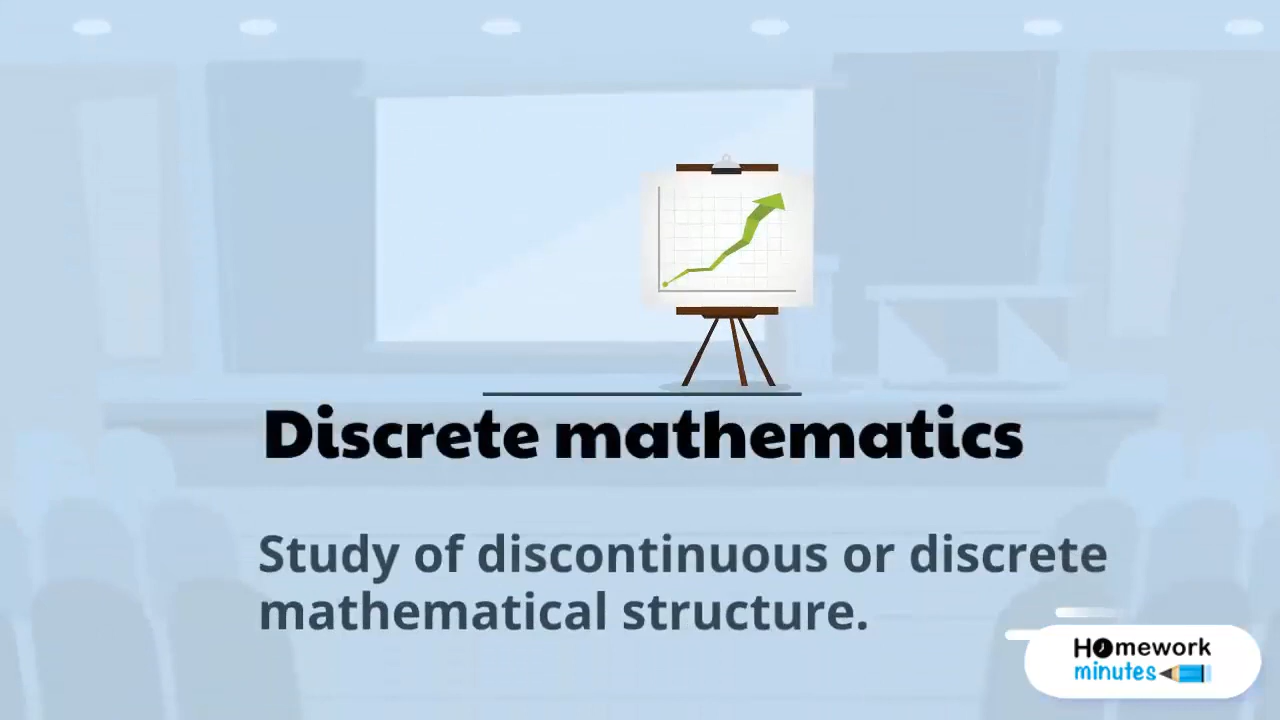 Discrete mathematics
Study of discontinuous or discrete
mathematical structure.
Homework
minutes